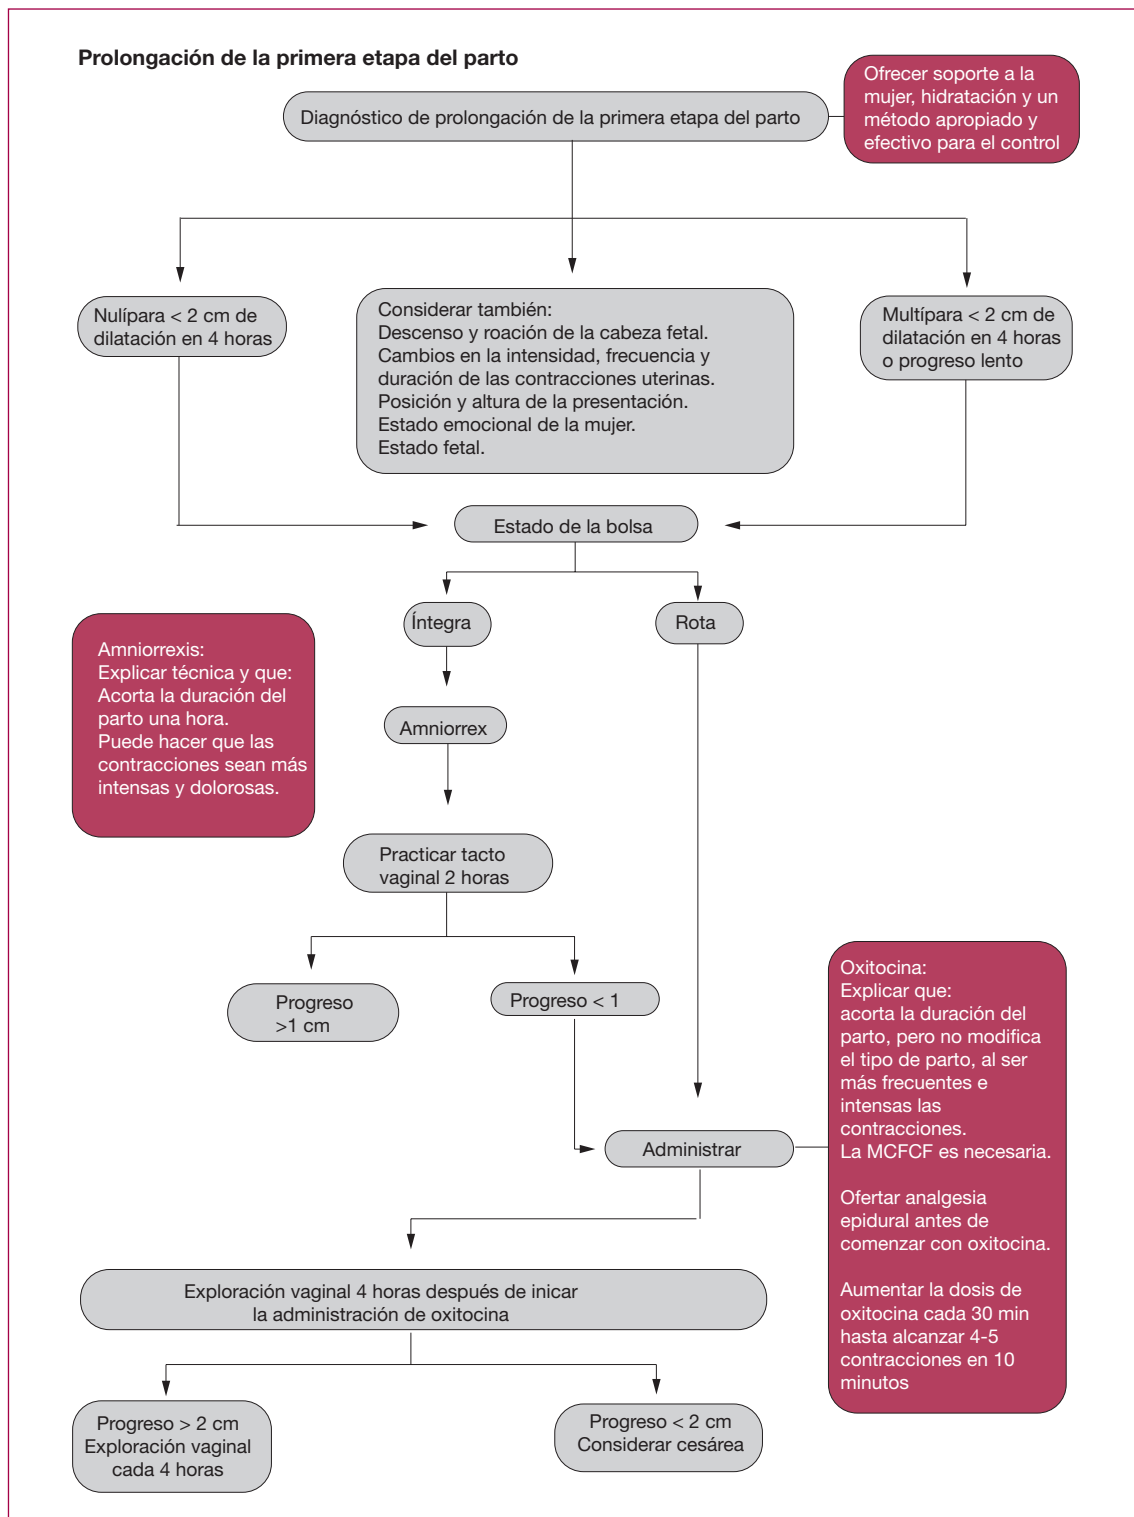 Prolongación de la primera etapa del parto
Ofrecer soporte a la
mujer, hidratación y un
método apropiado y
efectivo para el control
Diagnóstico de prolongación de la primera etapa del parto
Nulípara < 2 cm de
dilatación en 4 horas
Considerar también:
Descenso y roación de la cabeza fetal.
Cambios en la intensidad, frecuencia y
duración de las contracciones uterinas.
Posición y altura de la presentación.
Estado emocional de la mujer.
Estado fetal.
Multípara < 2 cm de
dilatación en 4 horas
o progreso lento
Estado de la bolsa
Íntegra
Rota
Amniorrexis:
Explicar técnica y que:
Acorta la duración del
parto una hora.
Puede hacer que las
contracciones sean más
intensas y dolorosas.
Amniorrex
Practicar tacto
vaginal 2 horas
Progreso
>1 cm
Progreso < 1
Oxitocina:
Explicar que:
acorta la duración del
parto, pero no modifica
el tipo de parto, al ser
más frecuentes e
intensas las
contracciones.
La MCFCF es necesaria.
Ofertar analgesia
epidural antes de
comenzar con oxitocina.
Aumentar la dosis de
oxitocina cada 30 min
hasta alcanzar 4-5
contracciones en 10
minutos
Administrar
Exploración vaginal 4 horas después de inicar
la administración de oxitocina
Progreso > 2 cm
Exploración vaginal
cada 4 horas
Progreso < 2 cm
Considerar cesárea